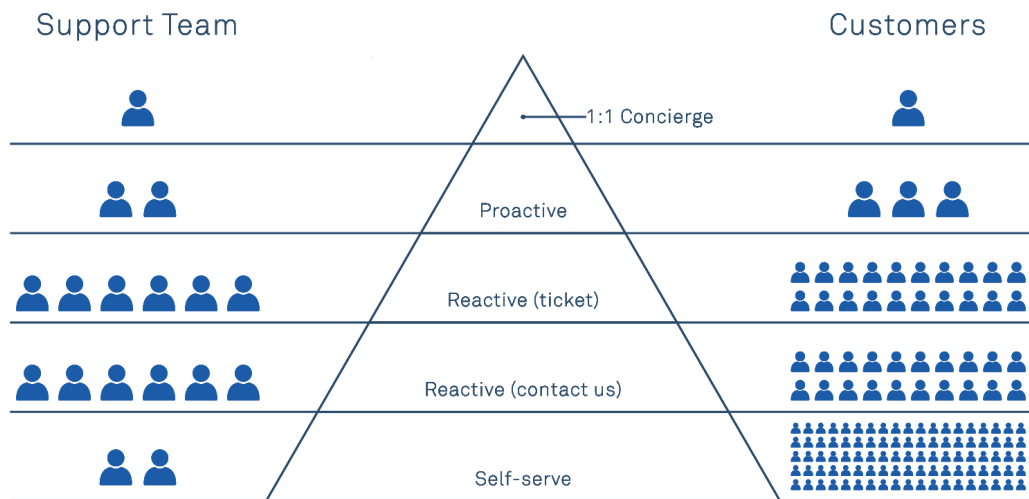 Support Team
Customers
1:1 Concierge
Proactive
Reactive (ticket)
Reactive (contact us)
Self-serve